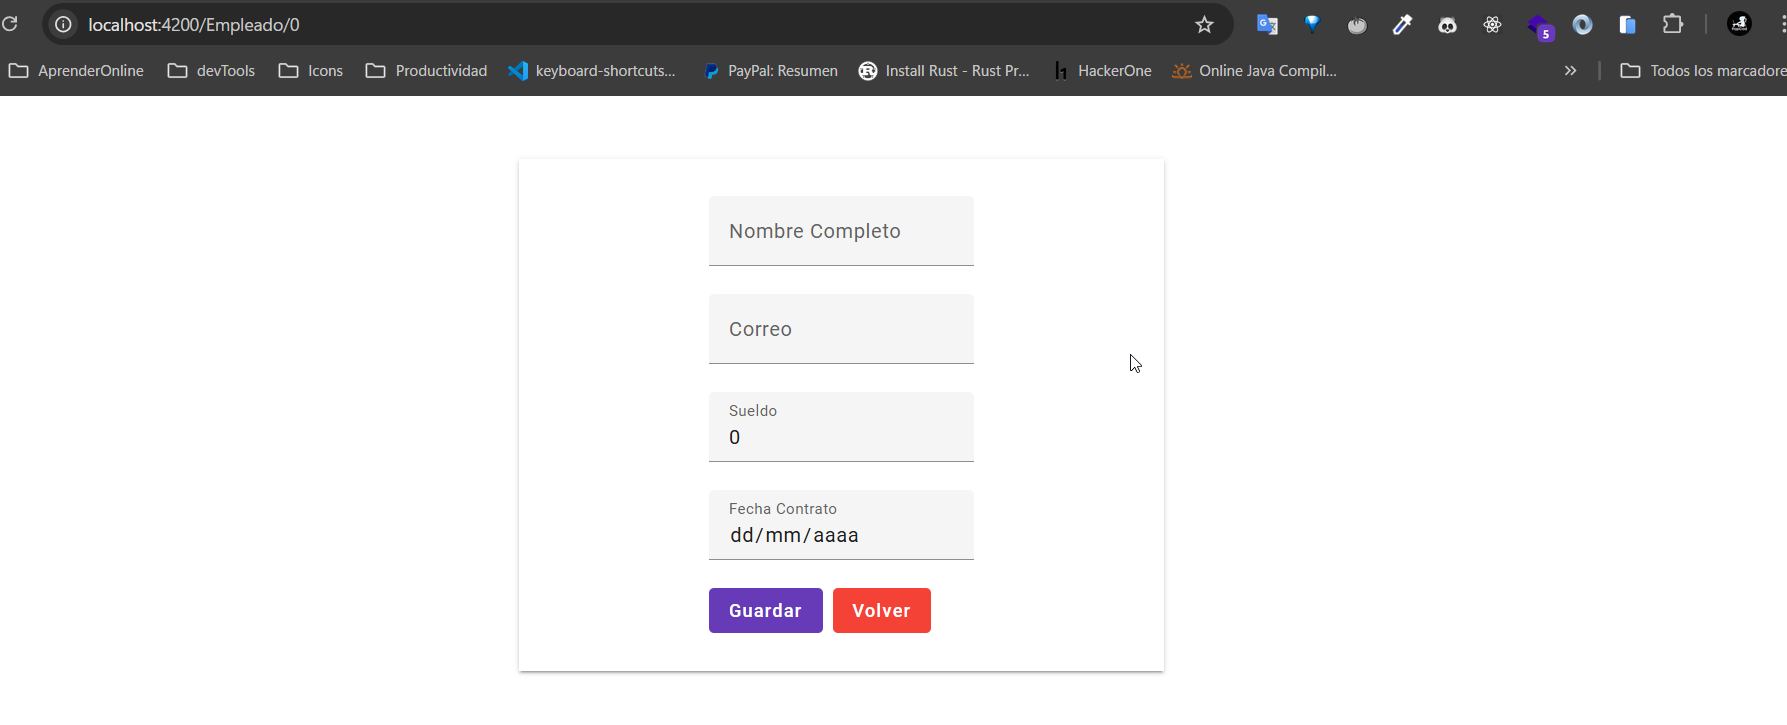 localhost:4200/Empleado/0
5
AprenderOnline devTools Icons Productividad keyboard-shortcuts... PayPal: Resumen Install Rust - Rust Pr... h1 HackerOne Online Java Compil... » Todos los marcadore
Nombre Completo
Correo
Sueldo
0
Fecha Contrato
dd/mm/aaaa
Guardar Volver